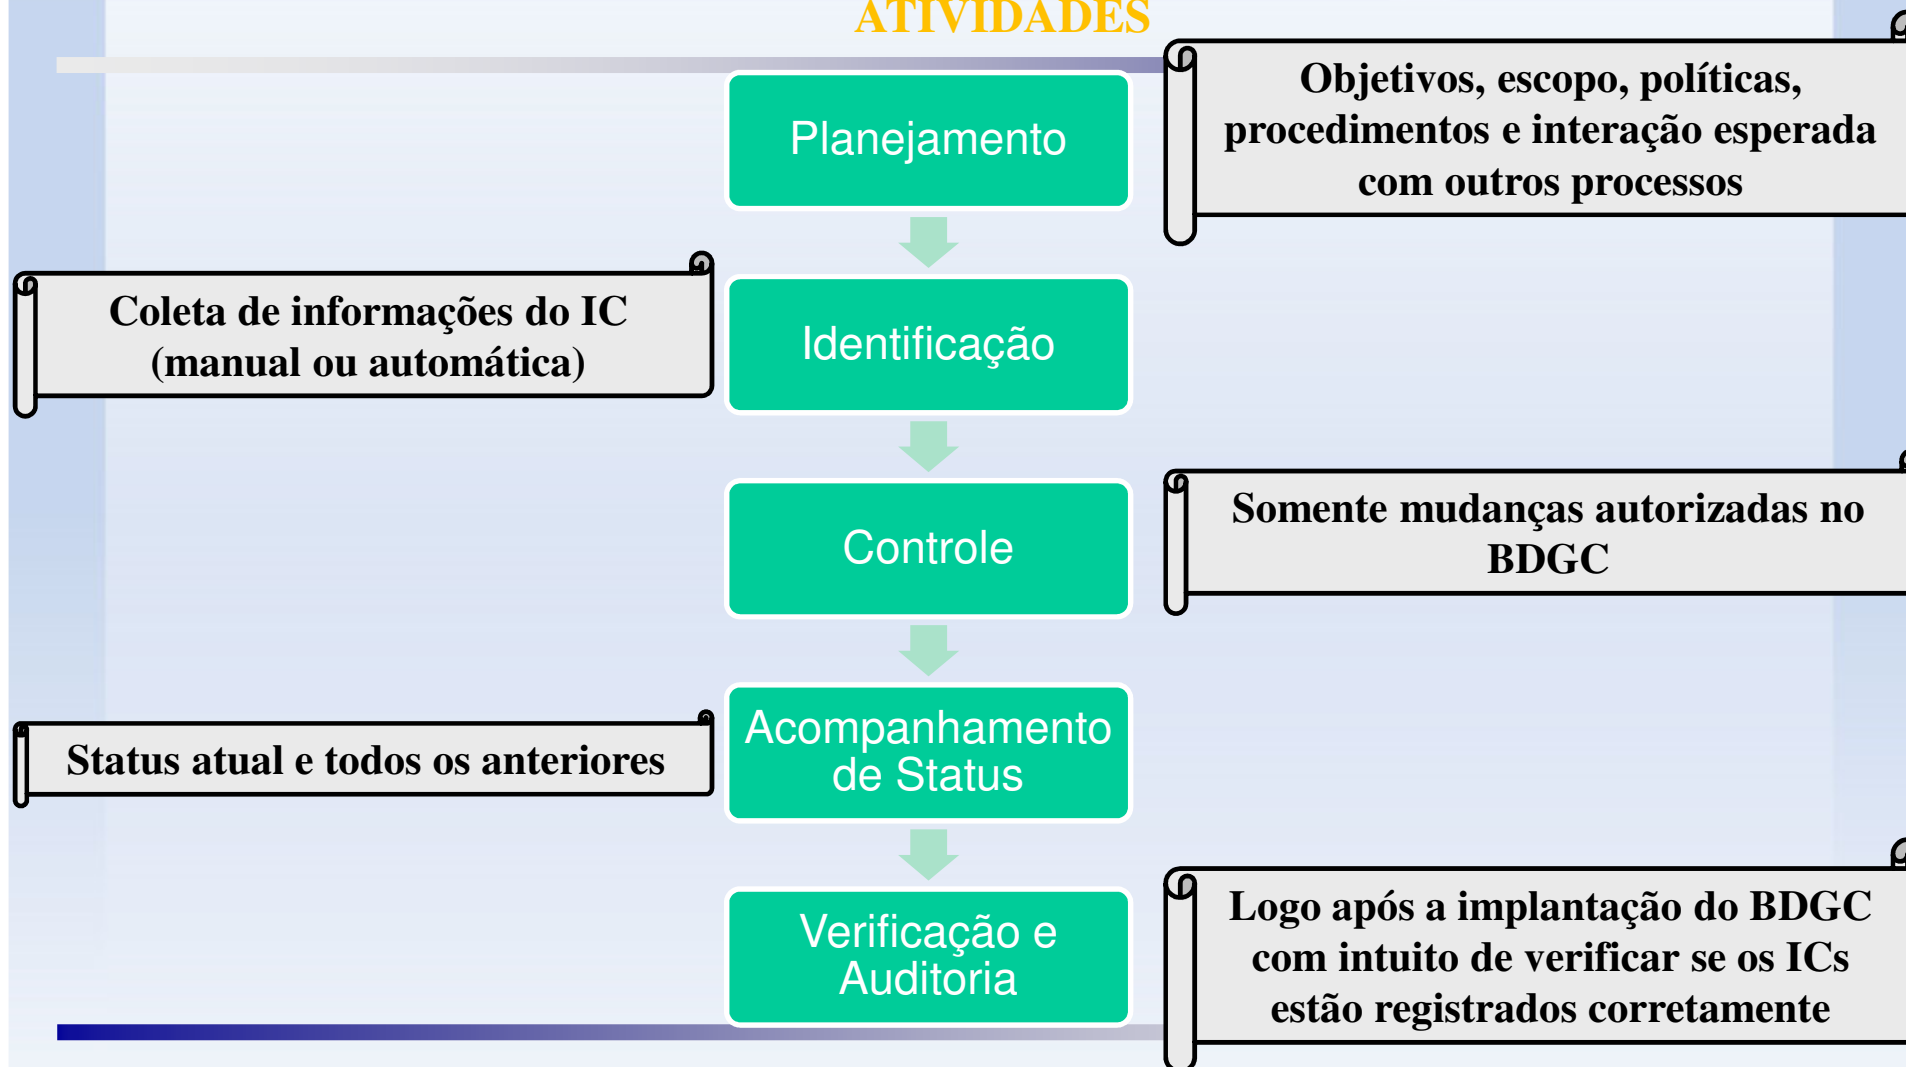 ATIVIDADES
Planejamento
Objetivos, escopo, políticas,
procedimentos e interação esperada
com outros processos
Coleta de informações do IC
(manual ou automática)
Identificação
Controle
Somente mudanças autorizadas no
BDGC
Status atual e todos os anteriores
Acompanhamento
de Status
Verificação e
Auditoria
Logo após a implantação do BDGC
com intuito de verificar se os ICs
estão registrados corretamente